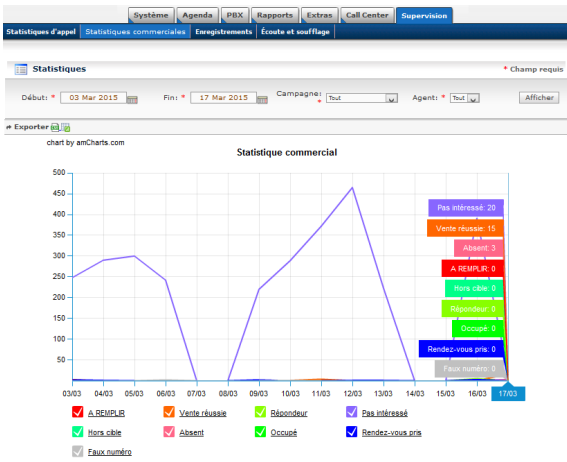 Système Agenda PBX Rapports Extras Call Center Supervision
Statistiques d'appel Statistiques commerciales Enregistrements Écoute et soufflage
Statistiques * Champ requis
Début: * 03 Mar 2015 Fin: * 17 Mar 2015 Campagne: * Tout Agent: * Tout Afficher
Exporter
chart by amCharts.com
Statistique commercial
500
450
400
350
300
250
200
150
100
50
Pas intéressé: 20
Vente réussie: 15
Absent: 3
A REMPLIR: 0
Hors cible: 0
Répondeur: 0
Occupé: 0
Rendez-vous pris: 0
Faux numéro: 0
03/03 04/03 05/03 06/03 07/03 08/03 09/03 10/03 11/03 12/03 13/03 14/03 15/03 16/03 17/03
A REMPLIR Vente réussie Répondeur Pas intéressé
Hors cible Absent Occupé Rendez-vous pris
Faux numéro